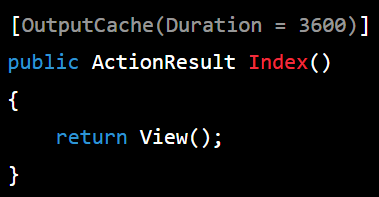 [OutputCache(Duration = 3600)]
public ActionResult Index()
{
    return View();
}